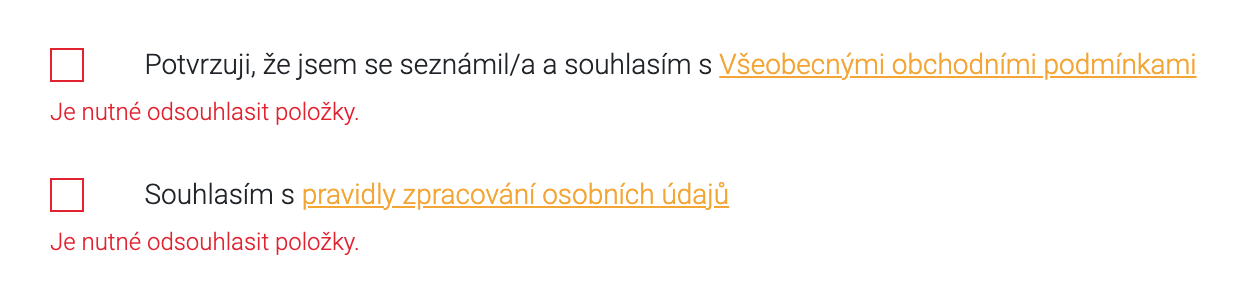 Potvrzuji, že jsem se seznámil/a a souhlasím s Všeobecnými obchodními podmínkami
Je nutné odsouhlasit položky.
Souhlasím s pravidly zpracování osobních údajů
Je nutné odsouhlasit položky.